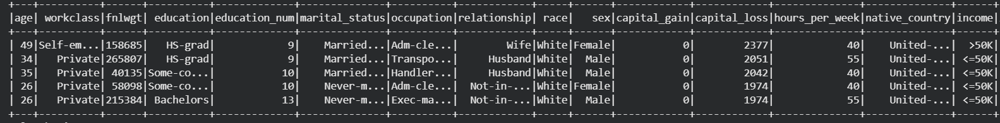 +---+----------+------+----------+-------------+--------------+----------+------------+-----+------+------------+------------+--------------+--------------+------+
|age| workclass|fnlwgt| education|education_num|marital_status|occupation|relationship| race|   sex|capital_gain|capital_loss|hours_per_week|native_country|income|
+---+----------+------+----------+-------------+--------------+----------+------------+-----+------+------------+------------+--------------+--------------+------+
| 49|Self-em...|158685|   HS-grad|            9|    Married...|Adm-cle...|        Wife|White|Female|           0|        2377|            40|    United-...|  >50K|
| 34|   Private|265807|   HS-grad|            9|    Married...|Transpo...|     Husband|White|  Male|           0|        2051|            55|    United-...| <=50K|
| 35|   Private| 40135|Some-co...|           10|    Married...|Handler...|     Husband|White|  Male|           0|        2042|            40|    United-...| <=50K|
| 26|   Private| 58098|Some-co...|           10|    Never-m...|Adm-cle...|  Not-in-...|White|Female|           0|        1974|            40|    United-...| <=50K|
| 26|   Private|215384| Bachelors|           13|    Never-m...|Exec-ma...|  Not-in-...|White|  Male|           0|        1974|            55|    United-...| <=50K|
+---+----------+------+----------+-------------+--------------+----------+------------+-----+------+------------+------------+--------------+--------------+------+